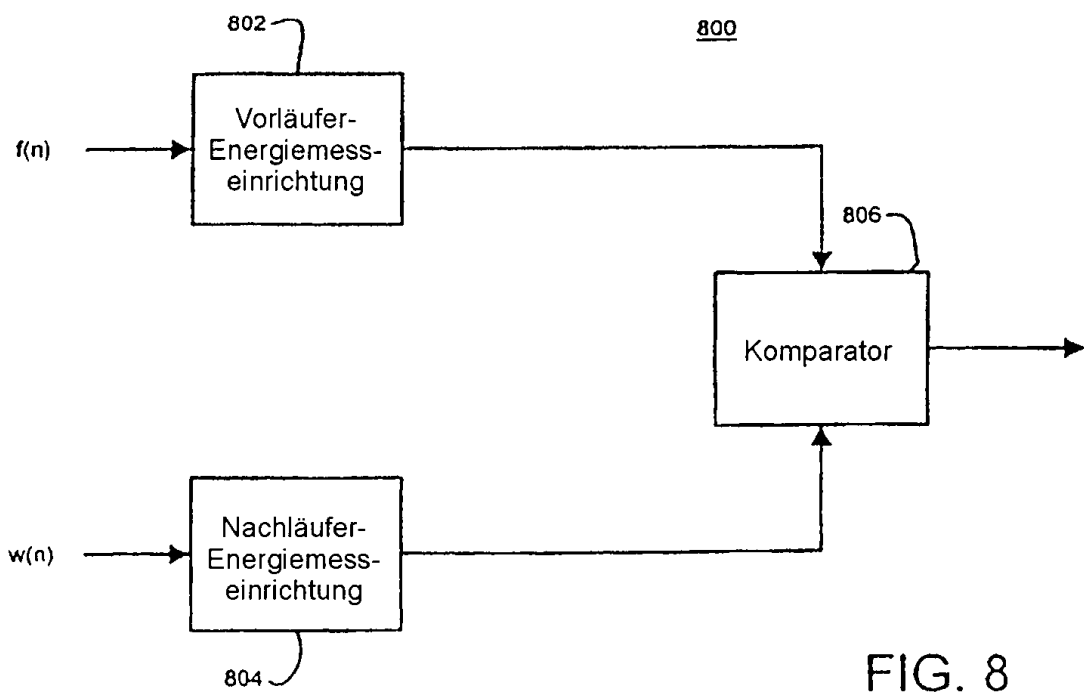 802
800
Vorläufer-
Energiemess-
einrichtung
f(n)
806
Komparator
Nachläufer-
Energiemess-
einrichtung
w(n)
804
FIG. 8